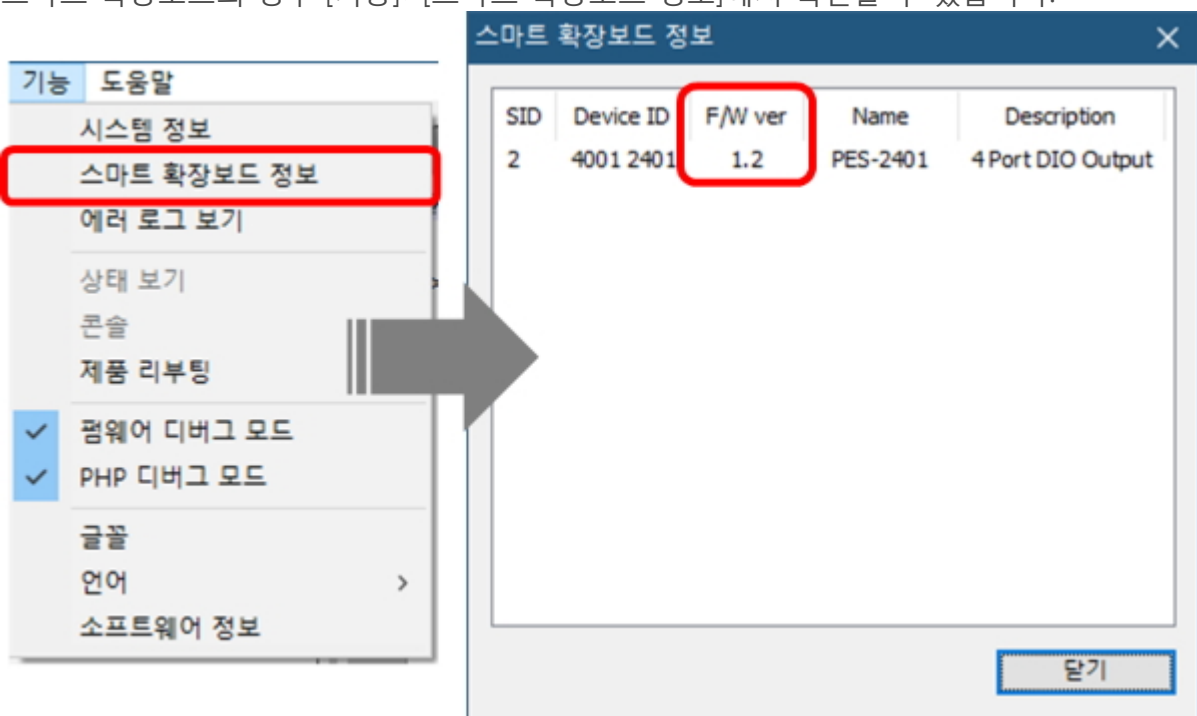 기능 도움말
시스템 정보
스마트 확장보드 정보
에러 로그 보기
상태 보기
콘솔
제품 리부팅
펌웨어 디버그 모드
PHP 디버그 모드
글꼴
언어
소프트웨어 정보
스마트 확장보드 정보
SID Device ID F/W ver Name Description
2 4001 2401 1.2 PES-2401 4 Port DIO Output
닫기